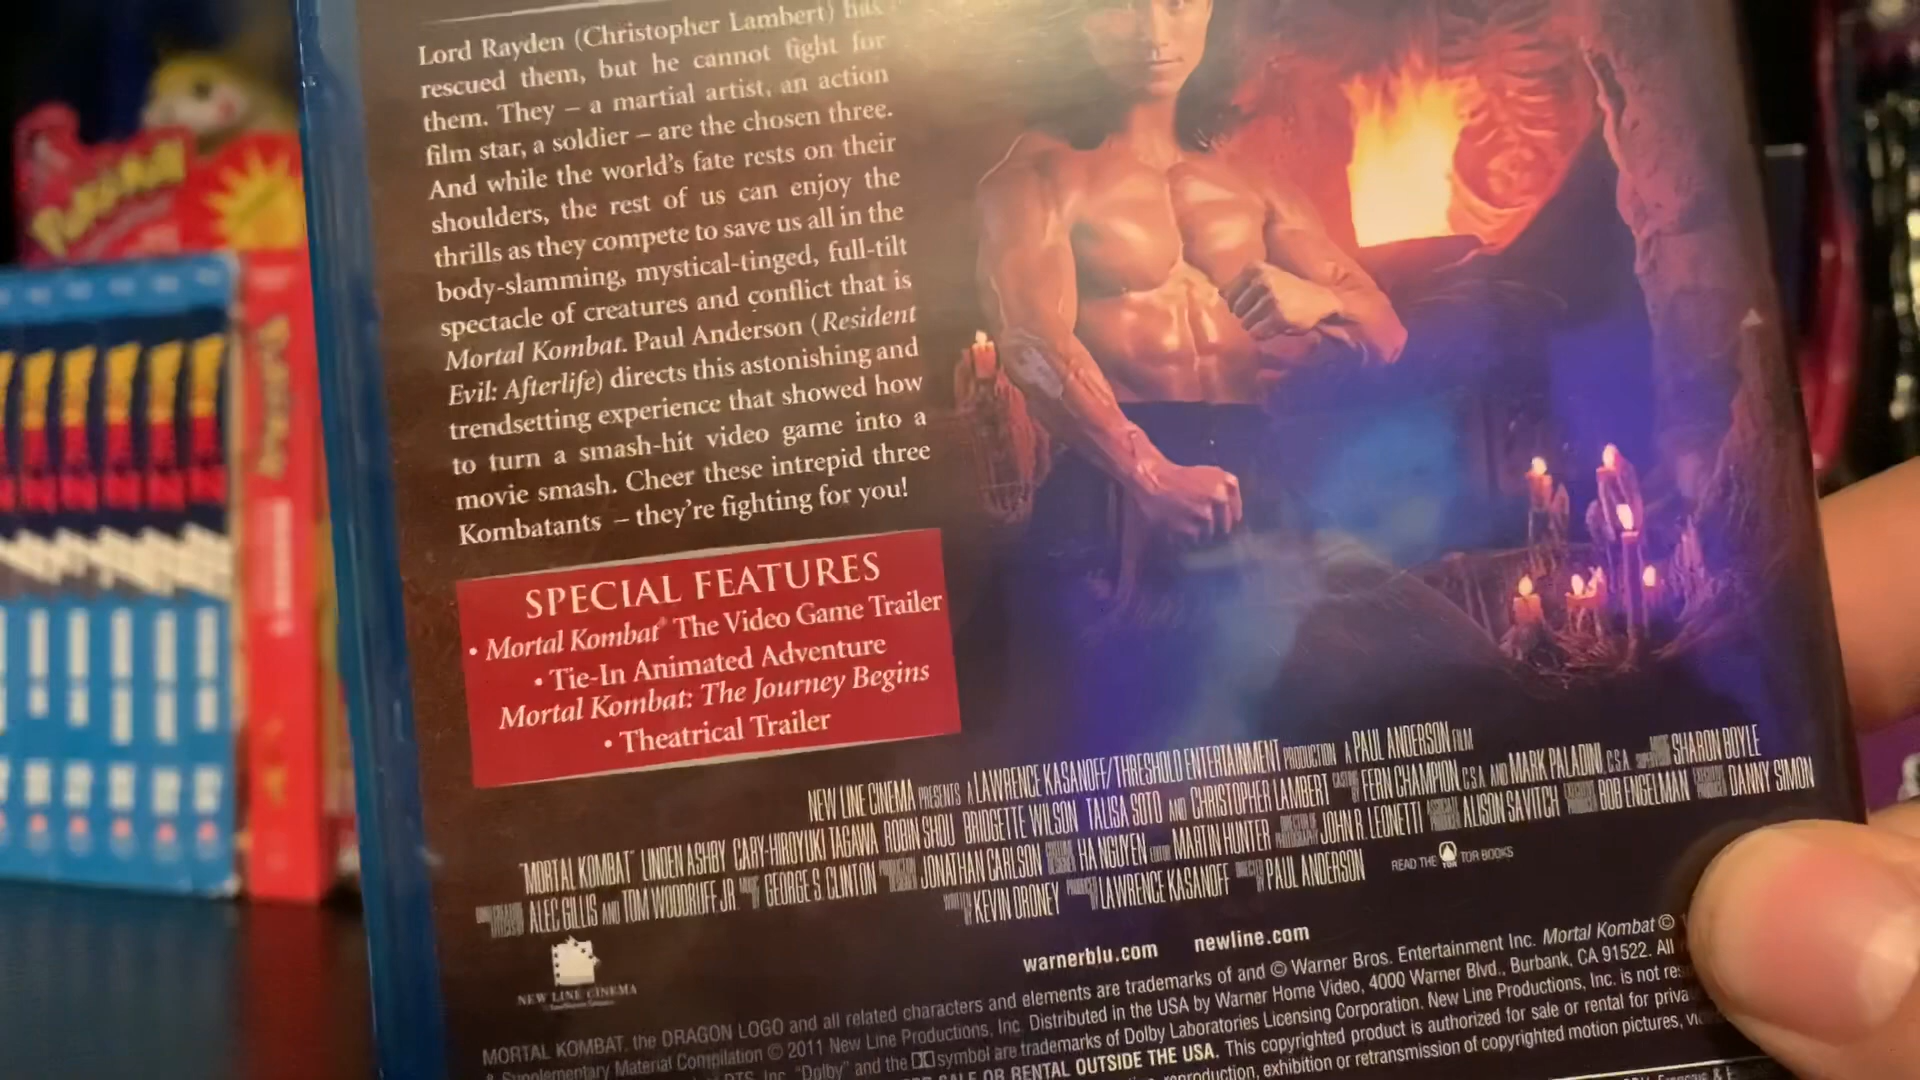 Lord Rayden (Christopher Lambert) has
rescued them, but he cannot fight for
them. They – a martial artist, an action
film star, a soldier – are the chosen three.
And while the world's fate rests on their
shoulders, the rest of us can enjoy the
thrills as they compete to save us all in the
body-slamming, mystical-tinged, full-tilt
spectacle of creatures and conflict that is
Mortal Kombat. Paul Anderson (Resident
Evil: Afterlife) directs this astonishing and
trendsetting experience that showed how
to turn a smash-hit video game into a
movie smash. Cheer these intrepid three
Kombatants – they're fighting for you!
SPECIAL FEATURES
• Mortal Kombat® The Video Game Trailer
• Tie-In Animated Adventure
Mortal Kombat: The Journey Begins
• Theatrical Trailer
NEW LINE CINEMA PRESENTS A LAWRENCE KASANOFF/THRESHOLD ENTERTAINMENT PRODUCTION A PAUL ANDERSON FILM
"MORTAL KOMBAT" LINDEN ASHBY CARY-HIROYUKI TAGAWA ROBIN SHOU BRIDGETTE WILSON TALISA SOTO AND CHRISTOPHER LAMBERT FERN CHAMPION, C.S.A. AND MARK PALADINI, C.S.A. SHARON BOYLE
ALEC GILLIS AND TOM WOODRUFF, JR. GEORGE S. CLINTON JONATHAN CARLSON HA NGUYEN MARTIN HUNTER JOHN R. LEONETTI ALISON SAVITCH BOB ENGELMAN DANNY SIMON
KEVIN DRONEY LAWRENCE KASANOFF PAUL ANDERSON READ THE TOR TOR BOOKS
warnerblu.com newline.com
NEW LINE CINEMA
MORTAL KOMBAT, the DRAGON LOGO and all related characters and elements are trademarks of and © Warner Bros. Entertainment Inc. Mortal Kombat ©
& Supplementary Material Compilation © 2011 New Line Productions, Inc. Distributed in the USA by Warner Home Video, 4000 Warner Blvd., Burbank, CA 91522. All
DTS, Inc. "Dolby" and the symbol are trademarks of Dolby Laboratories Licensing Corporation. New Line Productions, Inc. is not res
SALE OR RENTAL OUTSIDE THE USA. This copyrighted product is authorized for sale or rental for priva
reproduction, exhibition or retransmission of copyrighted motion pictures, vi